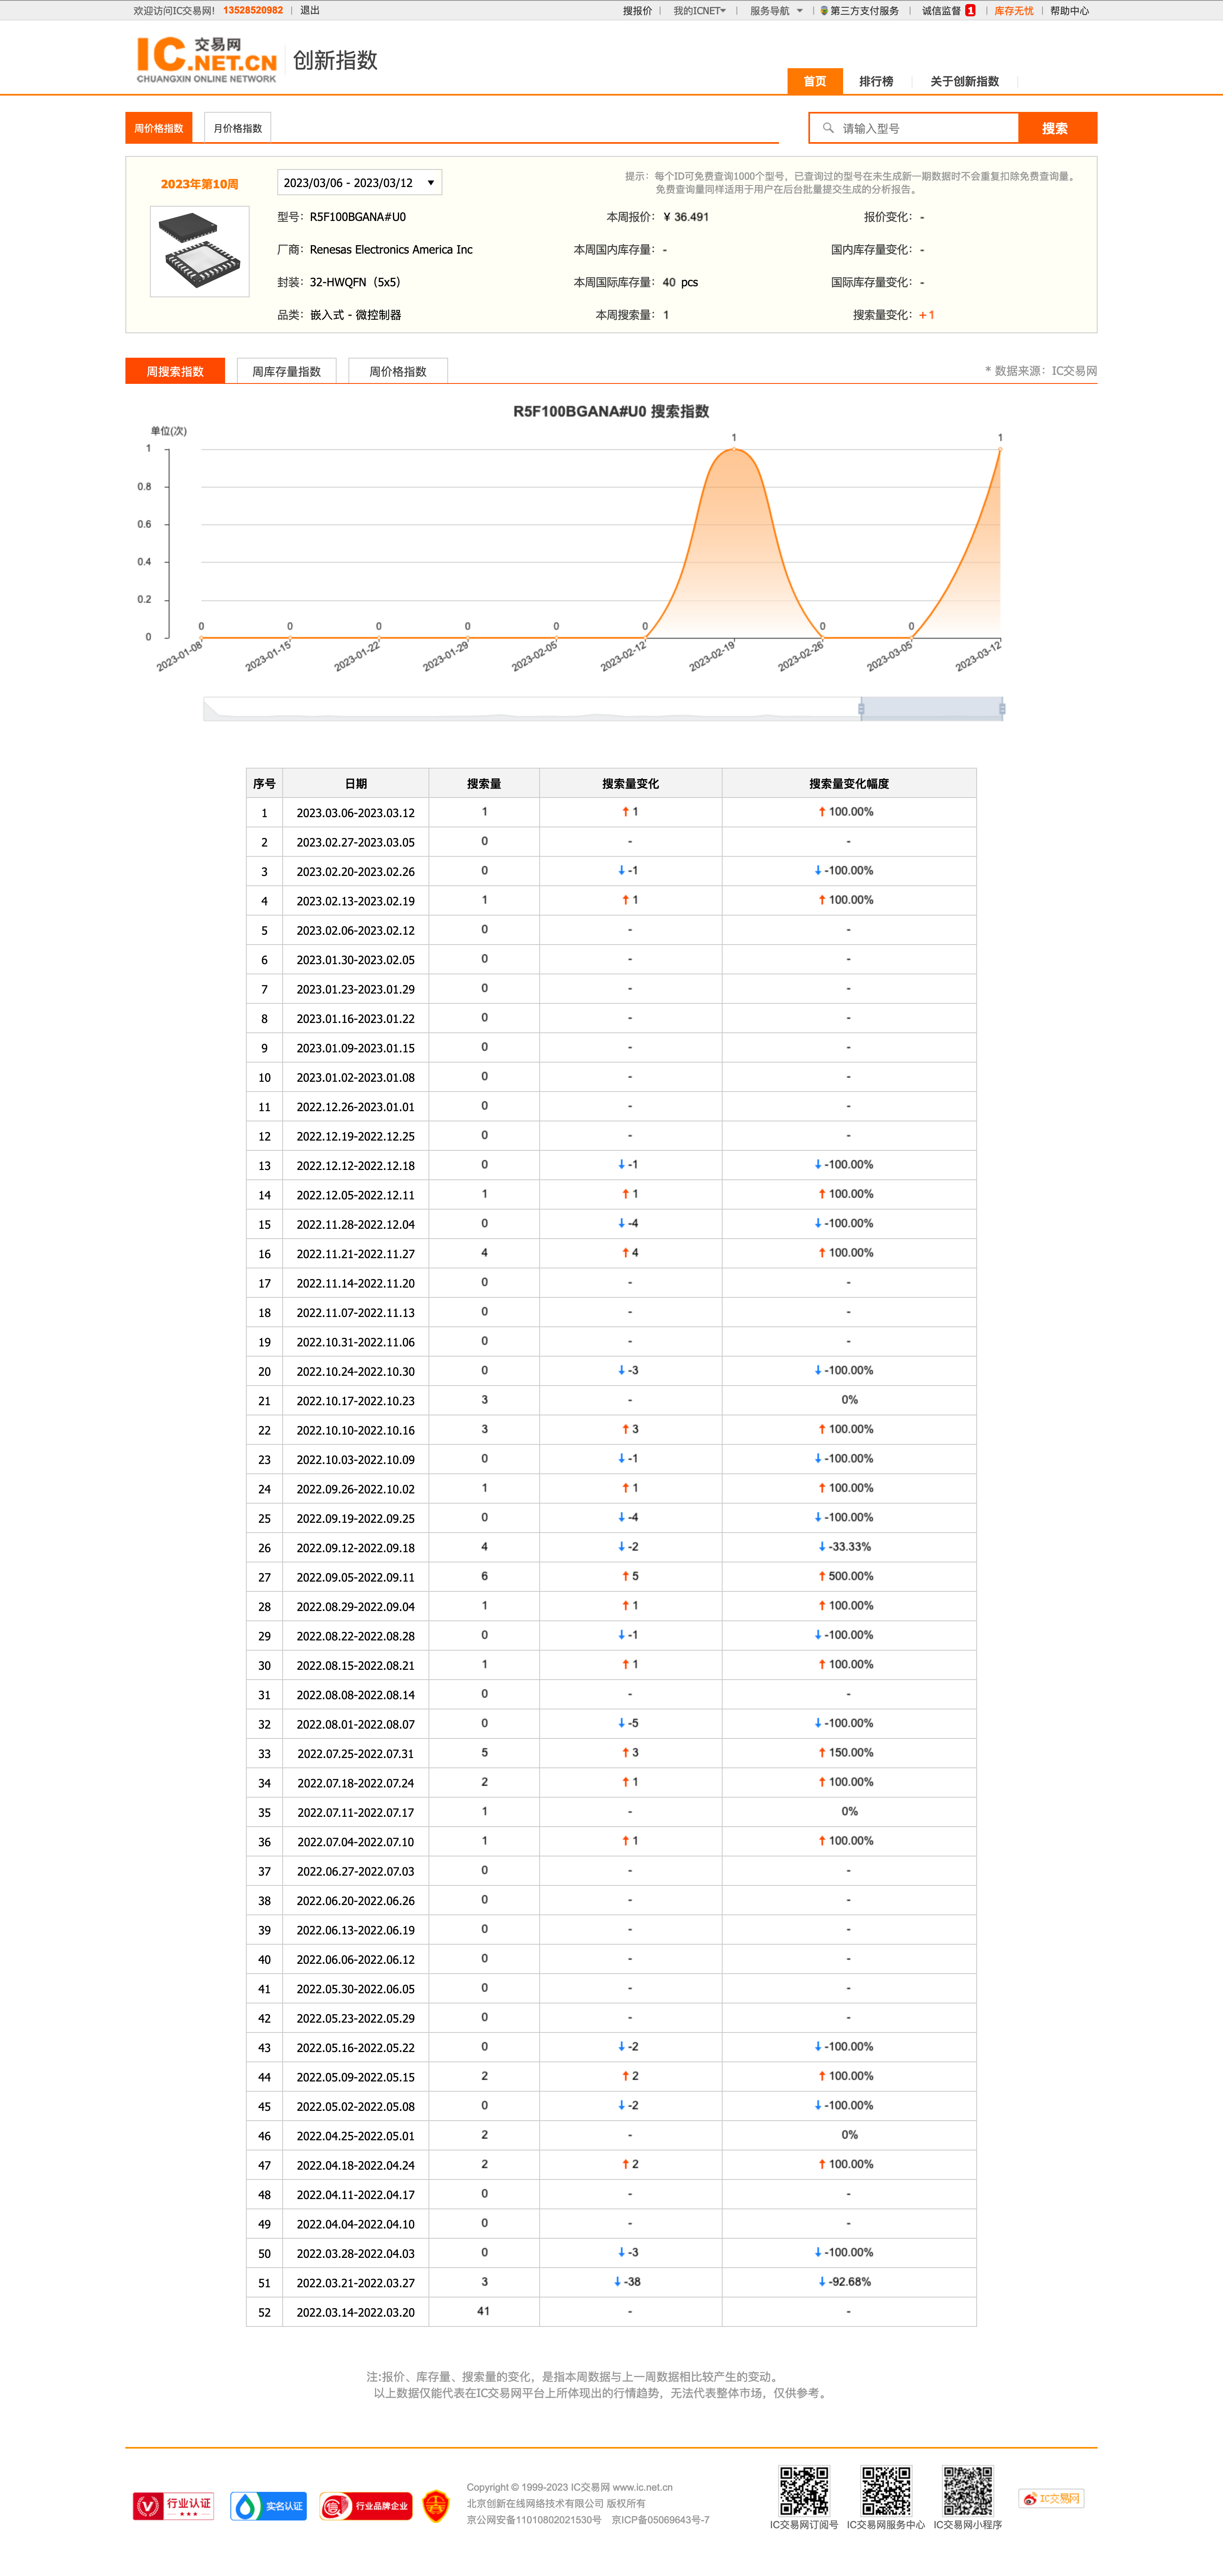 欢迎访问IC交易网! 13528520982 | 退出 搜报价 | 我的ICNET | 服务导航 | 第三方支付服务 | 诚信监督 1 | 库存无忧 | 帮助中心
IC 交易网
.NET.CN 创新指数
CHUANGXIN ONLINE NETWORK
首页 排行榜 关于创新指数
周价格指数 月价格指数 请输入型号 搜索
2023年第10周 2023/03/06 - 2023/03/12 提示：每个ID可免费查询1000个型号，已查询过的型号在未生成新一期数据时不会重复扣除免费查询量。
免费查询量同样适用于用户在后台批量提交生成的分析报告。
型号：R5F100BGANA#U0 本周报价：¥ 36.491 报价变化：-
厂商：Renesas Electronics America Inc 本周国内库存量：- 国内库存量变化：-
封装：32-HWQFN（5x5） 本周国际库存量：40 pcs 国际库存量变化：-
品类：嵌入式 - 微控制器 本周搜索量：1 搜索量变化：+1
周搜索指数 周库存量指数 周价格指数 * 数据来源：IC交易网
R5F100BGANA#U0 搜索指数
单位(次)
1 1
1
0.8
0.6
0.4
0.2
0 0 0 0 0 0 0 0
0
2023-01-08 2023-01-15 2023-01-22 2023-01-29 2023-02-05 2023-02-12 2023-02-19 2023-02-26 2023-03-05 2023-03-12
序号 日期 搜索量 搜索量变化 搜索量变化幅度
1 2023.03.06-2023.03.12 1 ↑ 1 ↑ 100.00%
2 2023.02.27-2023.03.05 0 - -
3 2023.02.20-2023.02.26 0 ↓ -1 ↓ -100.00%
4 2023.02.13-2023.02.19 1 ↑ 1 ↑ 100.00%
5 2023.02.06-2023.02.12 0 - -
6 2023.01.30-2023.02.05 0 - -
7 2023.01.23-2023.01.29 0 - -
8 2023.01.16-2023.01.22 0 - -
9 2023.01.09-2023.01.15 0 - -
10 2023.01.02-2023.01.08 0 - -
11 2022.12.26-2023.01.01 0 - -
12 2022.12.19-2022.12.25 0 - -
13 2022.12.12-2022.12.18 0 ↓ -1 ↓ -100.00%
14 2022.12.05-2022.12.11 1 ↑ 1 ↑ 100.00%
15 2022.11.28-2022.12.04 0 ↓ -4 ↓ -100.00%
16 2022.11.21-2022.11.27 4 ↑ 4 ↑ 100.00%
17 2022.11.14-2022.11.20 0 - -
18 2022.11.07-2022.11.13 0 - -
19 2022.10.31-2022.11.06 0 - -
20 2022.10.24-2022.10.30 0 ↓ -3 ↓ -100.00%
21 2022.10.17-2022.10.23 3 - 0%
22 2022.10.10-2022.10.16 3 ↑ 3 ↑ 100.00%
23 2022.10.03-2022.10.09 0 ↓ -1 ↓ -100.00%
24 2022.09.26-2022.10.02 1 ↑ 1 ↑ 100.00%
25 2022.09.19-2022.09.25 0 ↓ -4 ↓ -100.00%
26 2022.09.12-2022.09.18 4 ↓ -2 ↓ -33.33%
27 2022.09.05-2022.09.11 6 ↑ 5 ↑ 500.00%
28 2022.08.29-2022.09.04 1 ↑ 1 ↑ 100.00%
29 2022.08.22-2022.08.28 0 ↓ -1 ↓ -100.00%
30 2022.08.15-2022.08.21 1 ↑ 1 ↑ 100.00%
31 2022.08.08-2022.08.14 0 - -
32 2022.08.01-2022.08.07 0 ↓ -5 ↓ -100.00%
33 2022.07.25-2022.07.31 5 ↑ 3 ↑ 150.00%
34 2022.07.18-2022.07.24 2 ↑ 1 ↑ 100.00%
35 2022.07.11-2022.07.17 1 - 0%
36 2022.07.04-2022.07.10 1 ↑ 1 ↑ 100.00%
37 2022.06.27-2022.07.03 0 - -
38 2022.06.20-2022.06.26 0 - -
39 2022.06.13-2022.06.19 0 - -
40 2022.06.06-2022.06.12 0 - -
41 2022.05.30-2022.06.05 0 - -
42 2022.05.23-2022.05.29 0 - -
43 2022.05.16-2022.05.22 0 ↓ -2 ↓ -100.00%
44 2022.05.09-2022.05.15 2 ↑ 2 ↑ 100.00%
45 2022.05.02-2022.05.08 0 ↓ -2 ↓ -100.00%
46 2022.04.25-2022.05.01 2 - 0%
47 2022.04.18-2022.04.24 2 ↑ 2 ↑ 100.00%
48 2022.04.11-2022.04.17 0 - -
49 2022.04.04-2022.04.10 0 - -
50 2022.03.28-2022.04.03 0 ↓ -3 ↓ -100.00%
51 2022.03.21-2022.03.27 3 ↓ -38 ↓ -92.68%
52 2022.03.14-2022.03.20 41 - -
注:报价、库存量、搜索量的变化，是指本周数据与上一周数据相比较产生的变动。
以上数据仅能代表在IC交易网平台上所体现出的行情趋势，无法代表整体市场，仅供参考。
行业认证 实名认证 行业品牌企业
Copyright © 1999-2023 IC交易网 www.ic.net.cn
北京创新在线网络技术有限公司 版权所有
京公网安备11010802021530号 京ICP备05069643号-7
IC交易网订阅号 IC交易网服务中心 IC交易网小程序
IC交易网